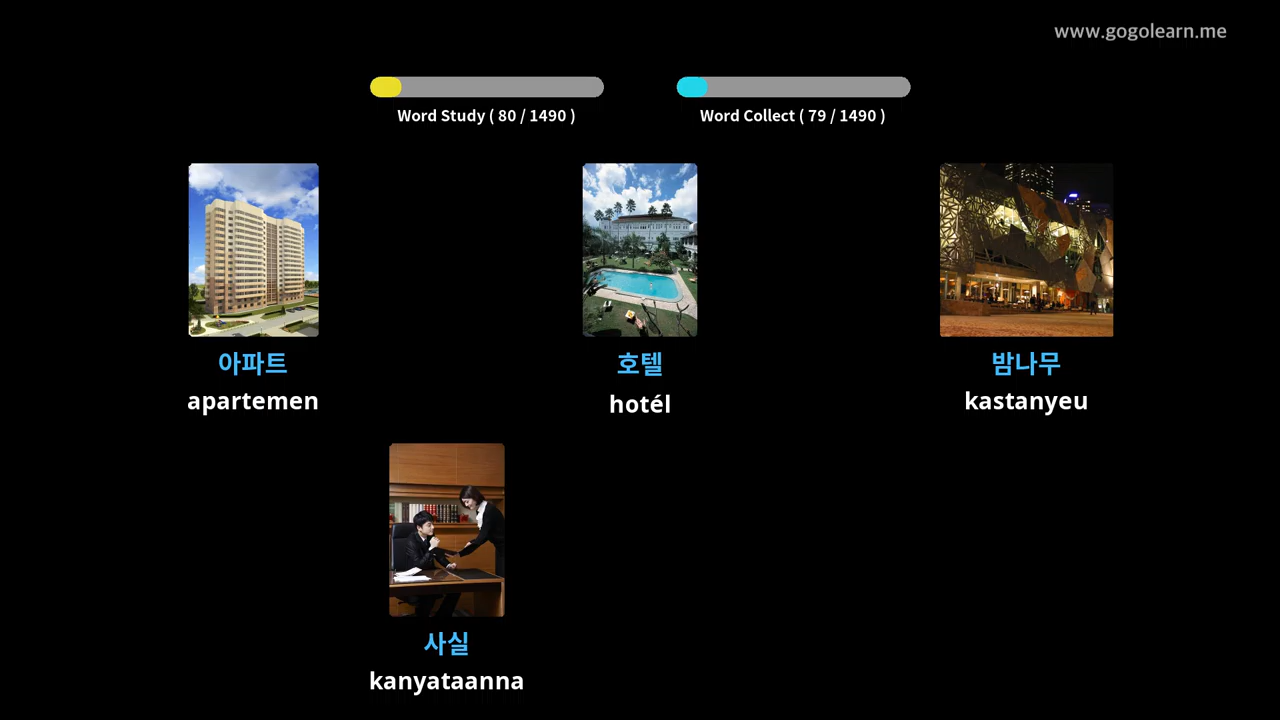 www.gogolearn.me
Word Study ( 80 / 1490 )
Word Collect ( 79 / 1490 )
아파트
apartemen
호텔
hotél
밤나무
kastanyeu
사실
kanyataanna